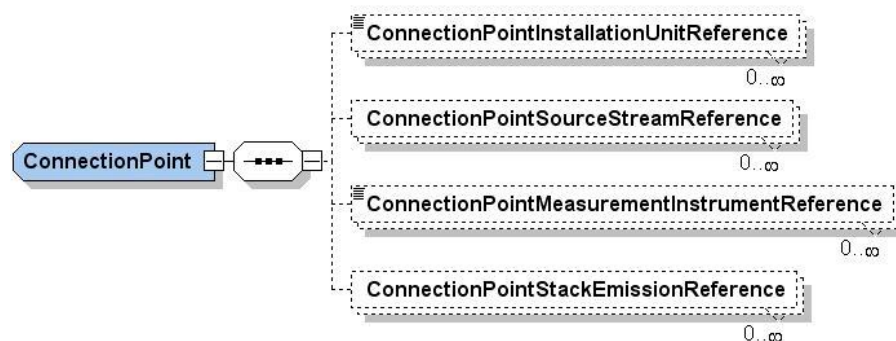 ConnectionPointInstallationUnitReference
0..∞
ConnectionPointSourceStreamReference
0..∞
ConnectionPoint
ConnectionPointMeasurementInstrumentReference
0..∞
ConnectionPointStackEmissionReference
0..∞